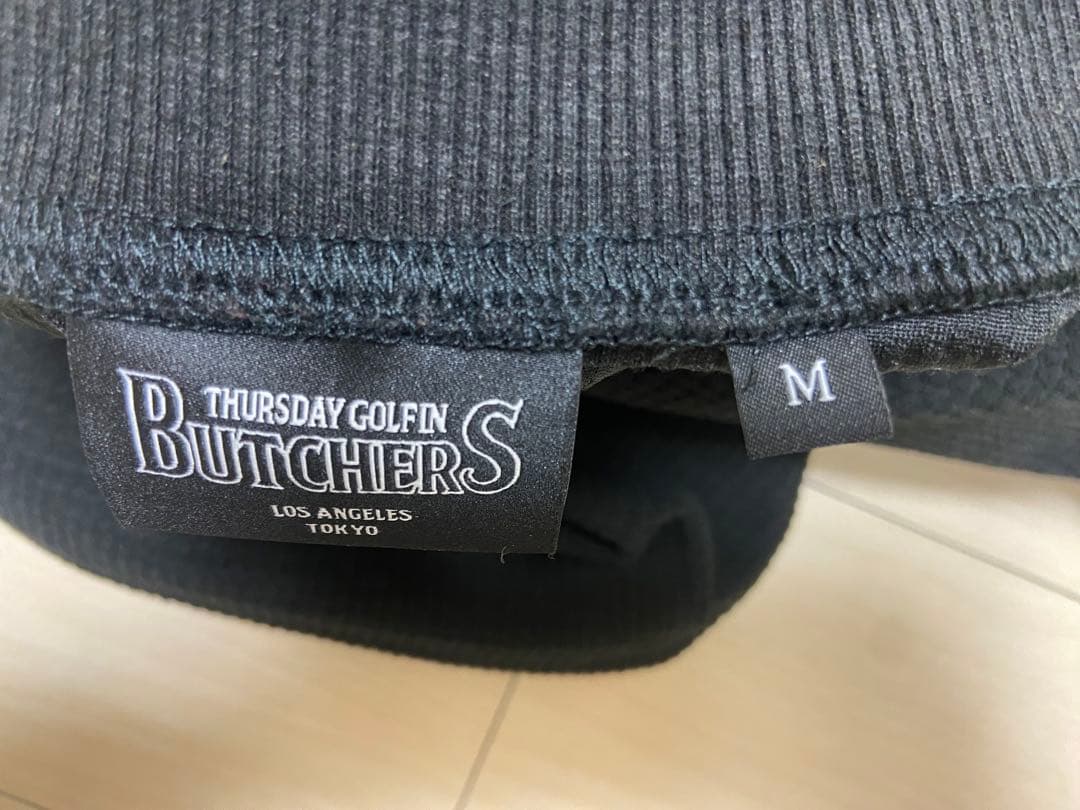 THURSDAY GOLFIN
BUTCHERS
LOS ANGELES
TOKYO
M